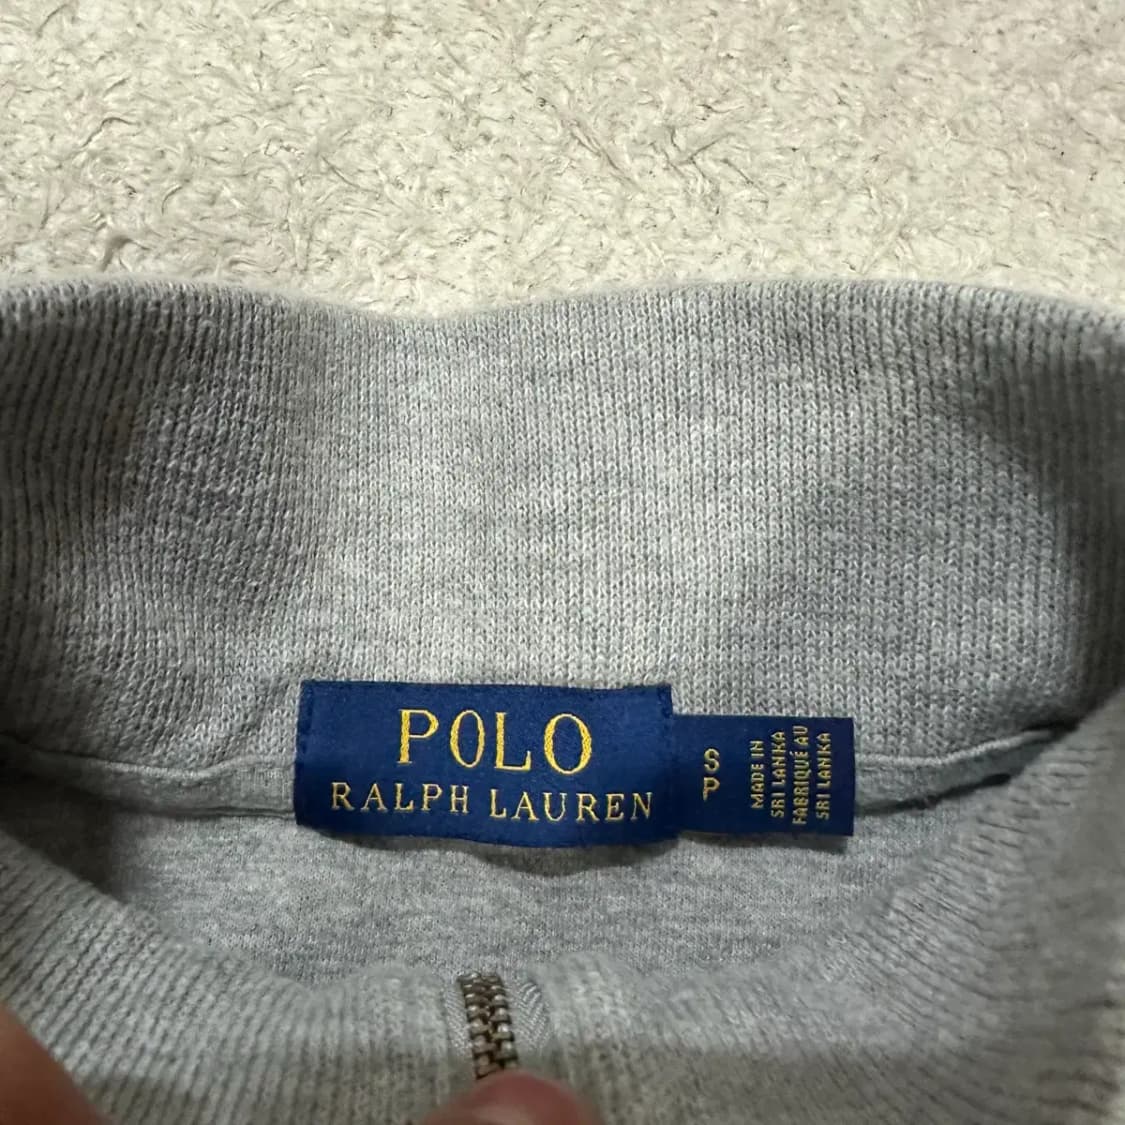 POLO
RALPH LAUREN
S
P
MADE IN
SRI LANKA
FABRIQUÉ AU
SRI LANKA